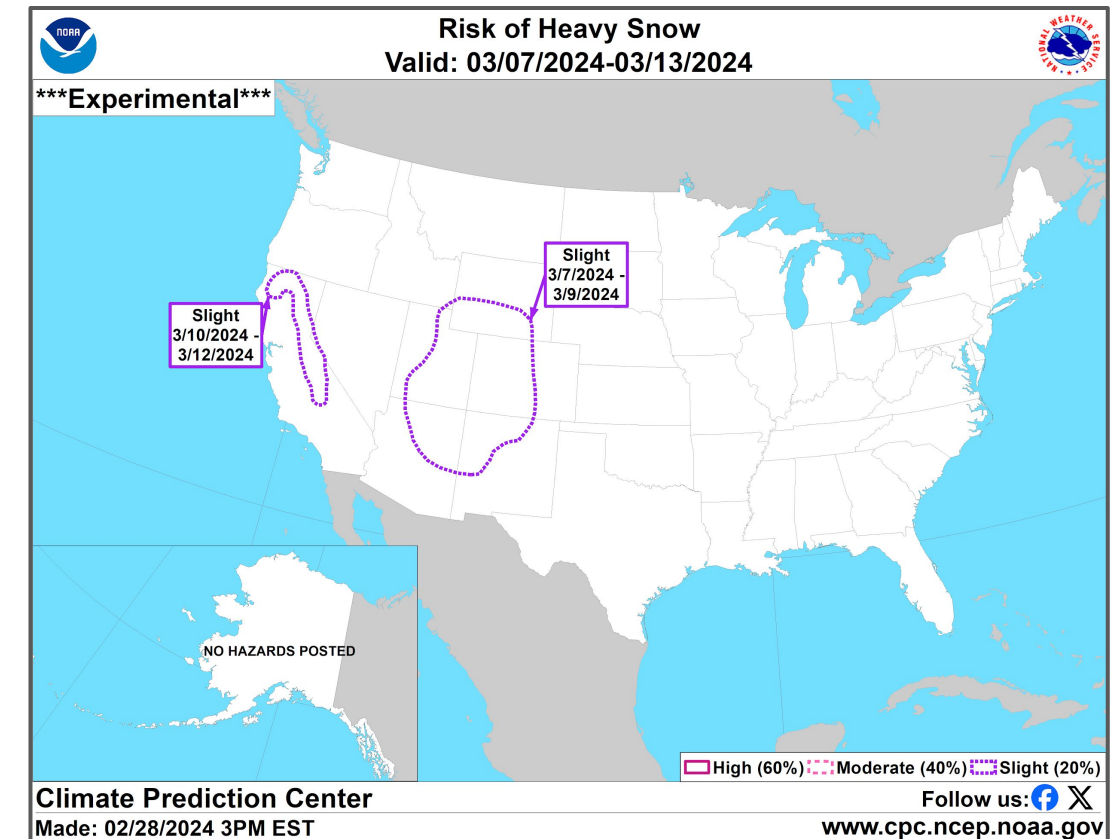 NOAA
Risk of Heavy Snow
Valid: 03/07/2024-03/13/2024
NATIONAL WEATHER SERVICE
***Experimental***
Slight
3/7/2024 -
3/9/2024
Slight
3/10/2024 -
3/12/2024
NO HAZARDS POSTED
High (60%) Moderate (40%) Slight (20%)
Climate Prediction Center
Follow us:
Made: 02/28/2024 3PM EST
www.cpc.ncep.noaa.gov